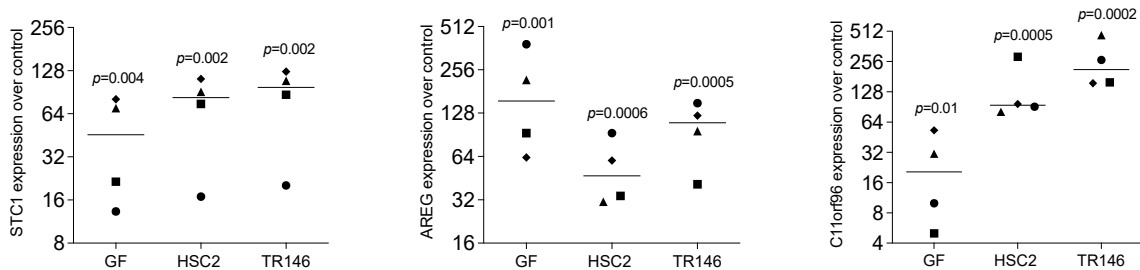 STC1 expression over control
256
128
64
32
16
8
p=0.004
p=0.002
p=0.002
GF
HSC2
TR146
AREG expression over control
512
256
128
64
32
16
p=0.001
p=0.0006
p=0.0005
GF
HSC2
TR146
C11orf96 expression over control
512
256
128
64
32
16
8
4
p=0.01
p=0.0005
p=0.0002
GF
HSC2
TR146